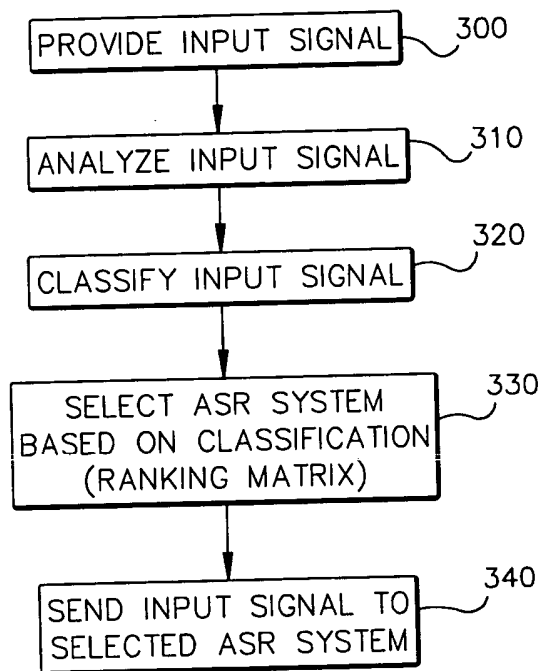 PROVIDE INPUT SIGNAL
300
ANALYZE INPUT SIGNAL
310
CLASSIFY INPUT SIGNAL
320
SELECT ASR SYSTEM
BASED ON CLASSIFICATION
(RANKING MATRIX)
330
SEND INPUT SIGNAL TO
SELECTED ASR SYSTEM
340